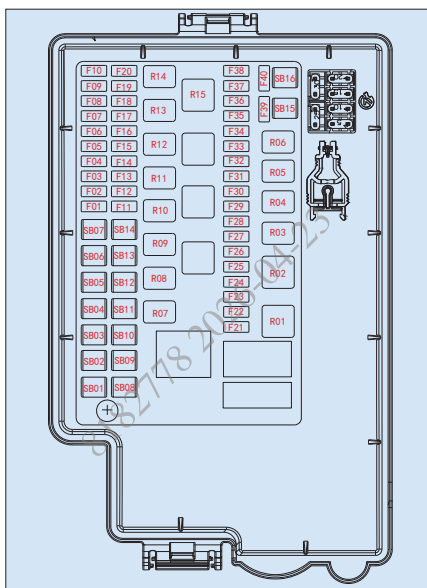 F10 F20 R14 R15 F38 F40 SB16
F09 F19 F37
F08 F18 R13 F36 F39 SB15
F07 F17 F35
F06 F16 R12 F34 R06
F05 F15 F33
F04 F14 R11 F32 R05
F03 F13 F31
F02 F12 R10 F30 R04
F01 F11 F29
SB07 SB14 F28 R03
R09 F27
SB06 SB13 F26
R08 F25 R02
SB05 SB12 F24
F23
SB04 SB11 R07 F22 R01
F21
SB03 SB10
SB02 SB09
SB01 SB08